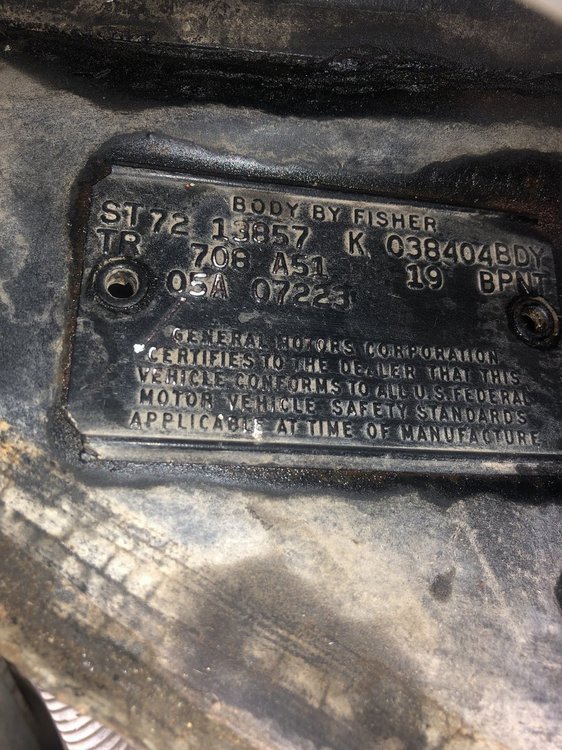 BODY BY FISHER
ST72 13857 K 038404BDY
TR 708 A51 19 BPNT
05A 07223
GENERAL MOTORS CORPORATION
CERTIFIES TO THE DEALER THAT THIS
VEHICLE CONFORMS TO ALL U.S. FEDERAL
MOTOR VEHICLE SAFETY STANDARDS
APPLICABLE AT TIME OF MANUFACTURE